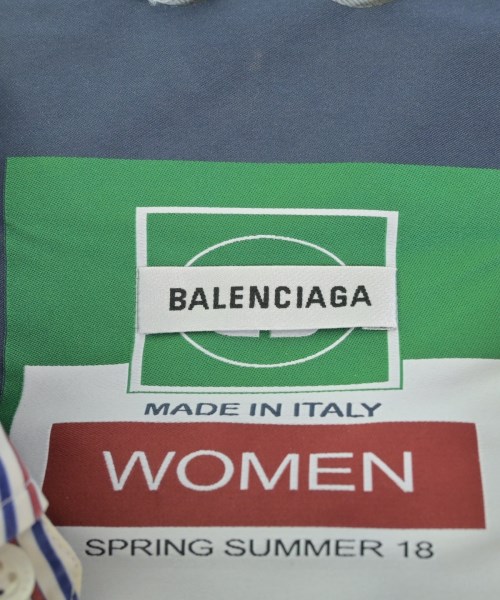 BALENCIAGA
MADE IN ITALY
WOMEN
SPRING SUMMER 18